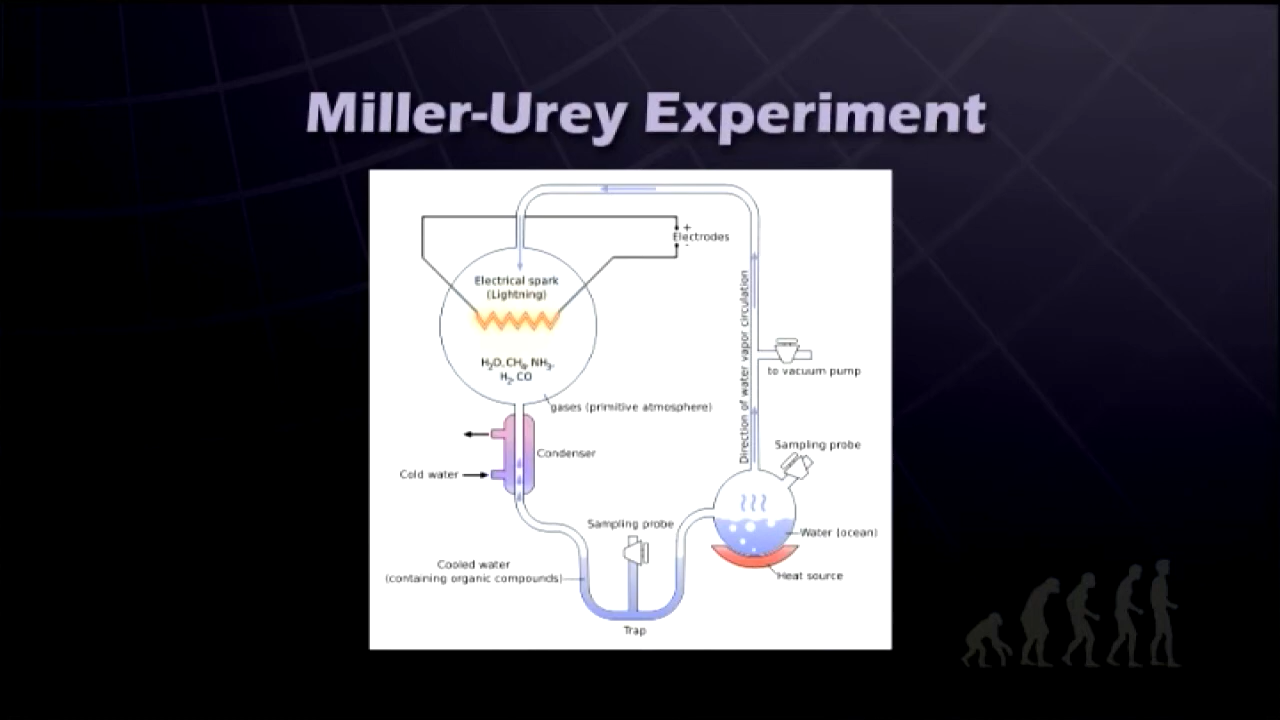 Miller-Urey Experiment
+
Electrodes
-
Electrical spark
(Lightning)
H₂O, CH₄, NH₃,
H₂, CO
gases (primitive atmosphere)
Direction of water vapor circulation
to vacuum pump
Sampling probe
Condenser
Cold water
Sampling probe
Water (ocean)
Cooled water
(containing organic compounds)
Heat source
Trap